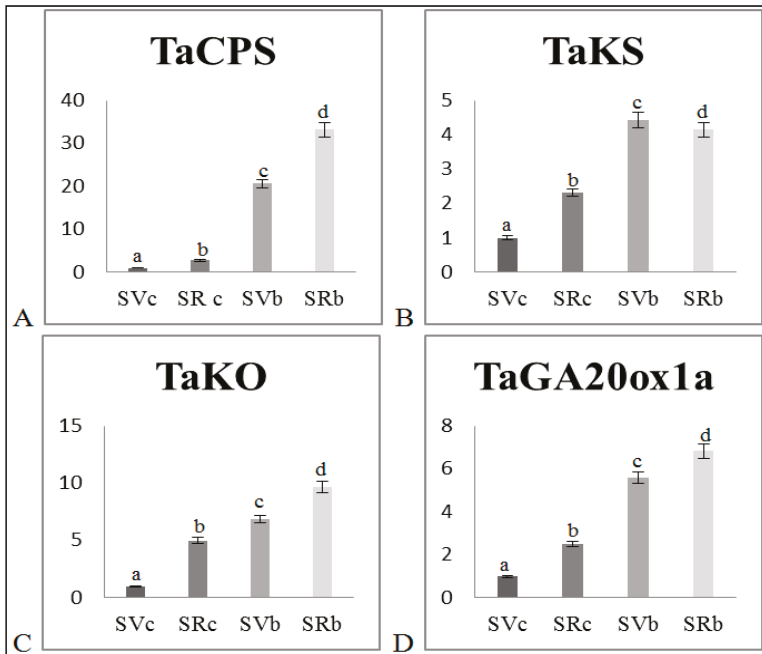 TaCPS
40
30
20
10
0
a
b
c
d
SVc SR c SVb SRb
A
TaKS
5
4
3
2
1
0
a
b
c
d
SVc SRc SVb SRb
B
TaKO
15
10
5
0
a
b
c
d
SVc SRc SVb SRb
C
TaGA20ox1a
8
6
4
2
0
a
b
c
d
SVc SRc SVb SRb
D